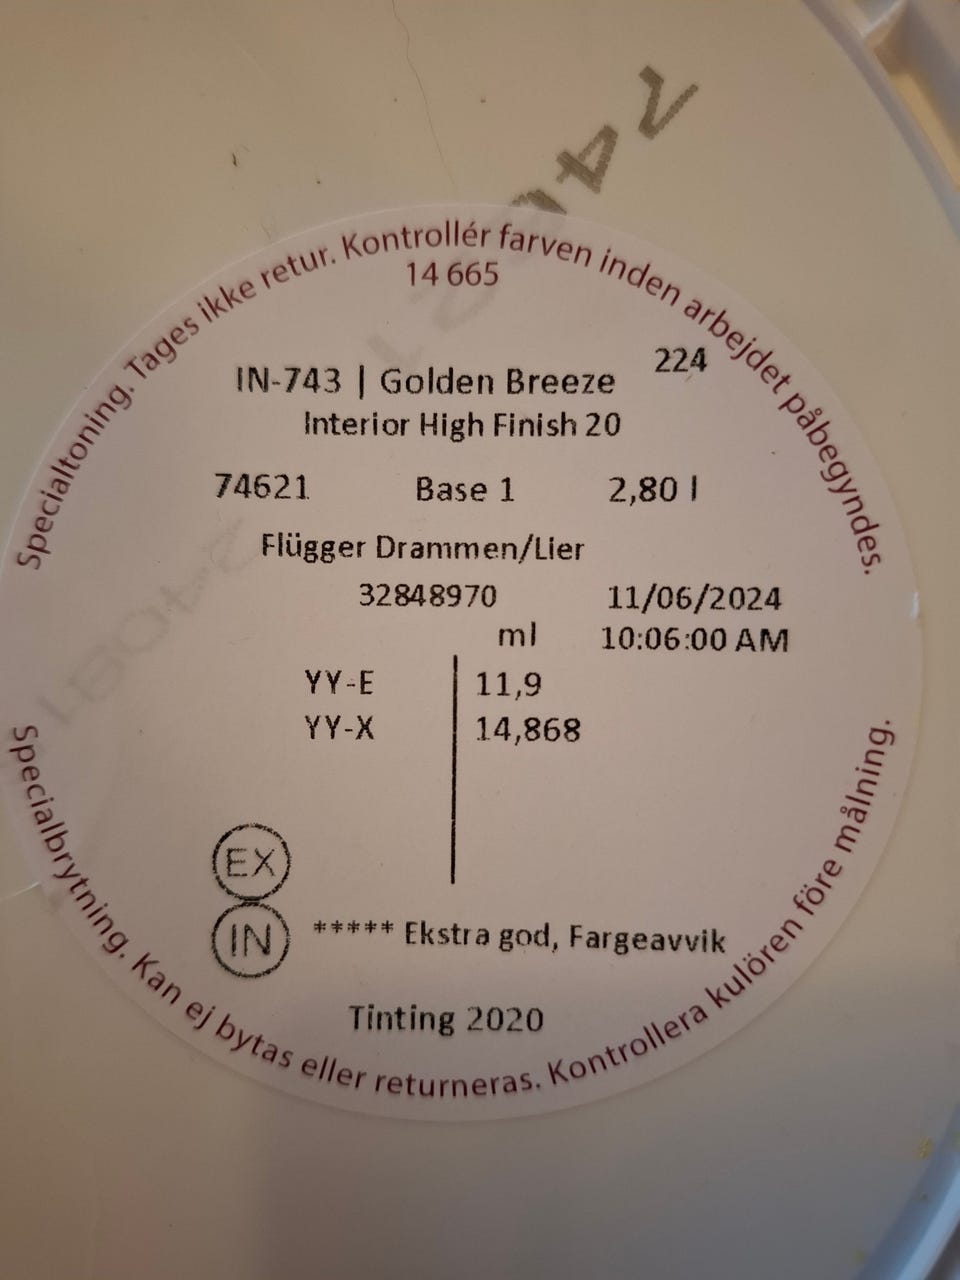 Specialtoning. Tages ikke retur. Kontrollér farven inden arbejdet påbegyndes.
14 665
224
IN-743 | Golden Breeze
Interior High Finish 20
74621 Base 1 2,80 l
Flügger Drammen/Lier
32848970 11/06/2024
ml 10:06:00 AM
YY-E 11,9
YY-X 14,868
EX
IN ***** Ekstra god, Fargeavvik
Tinting 2020
Specialbrytning. Kan ej bytas eller returneras. Kontrollera kulören före målning.